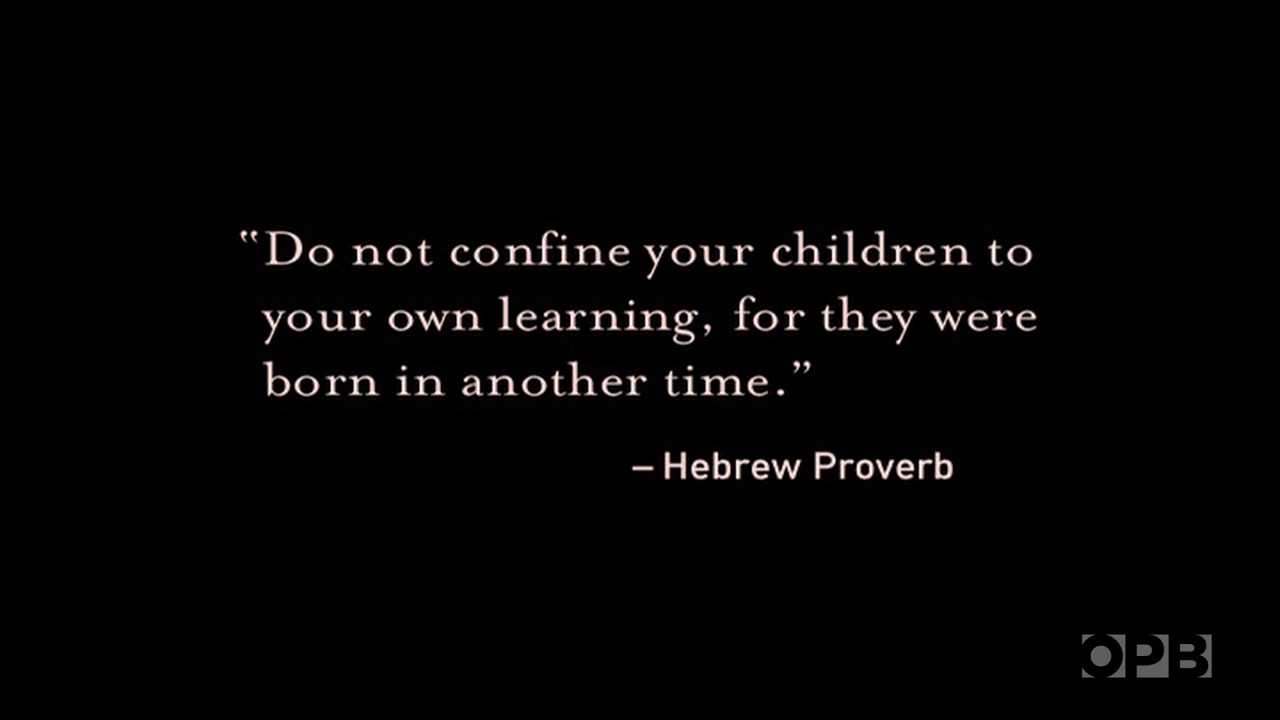 “Do not confine your children to
your own learning, for they were
born in another time.”
– Hebrew Proverb
OPB